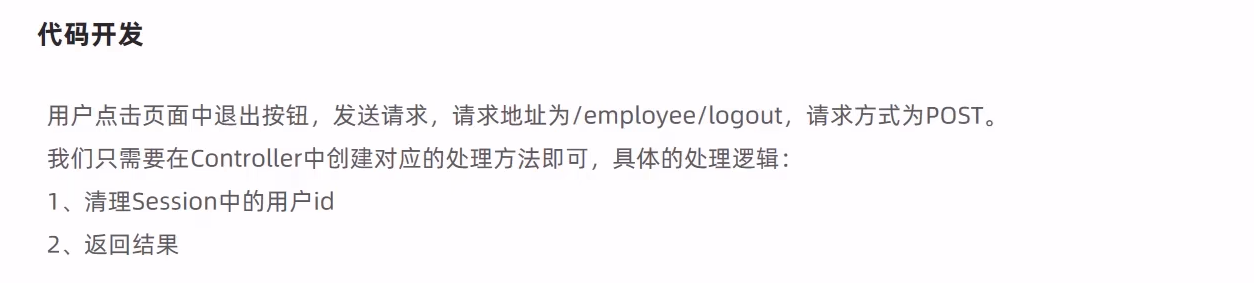 代码开发
用户点击页面中退出按钮，发送请求，请求地址为/employee/logout，请求方式为POST。
我们只需要在Controller中创建对应的处理方法即可，具体的处理逻辑：
1、清理Session中的用户id
2、返回结果